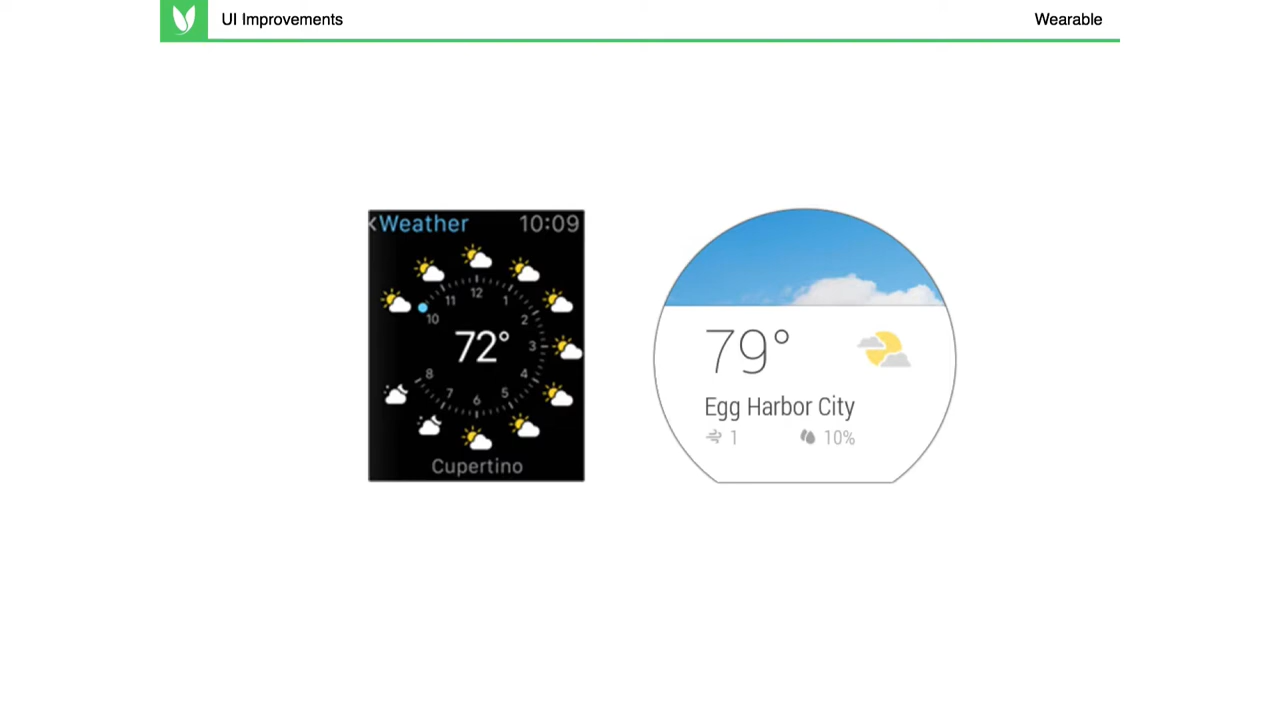 UI Improvements
Wearable
Weather 10:09
12
11 1
10 2
72° 3
8 4
7 5
6
Cupertino
79°
Egg Harbor City
1 10%